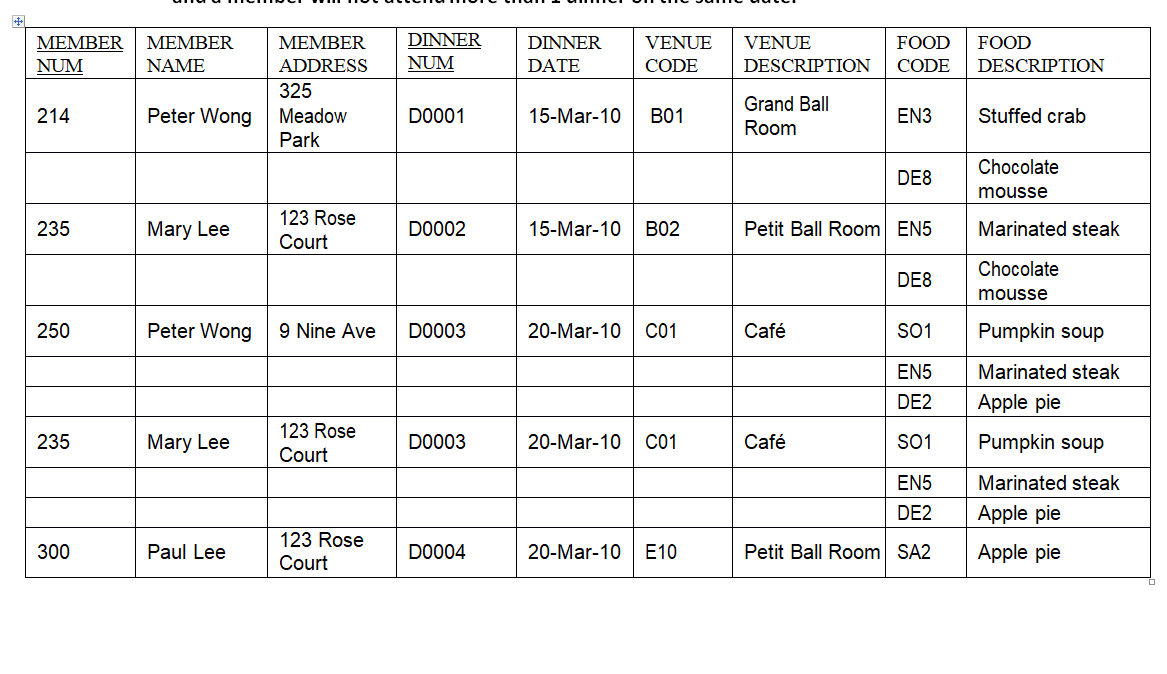 and a member will not attend more than 1 dinner on the same date.
MEMBER NUM
MEMBER NAME
MEMBER ADDRESS
DINNER NUM
DINNER DATE
VENUE CODE
VENUE DESCRIPTION
FOOD CODE
FOOD DESCRIPTION
214 Peter Wong 325 Meadow Park D0001 15-Mar-10 B01 Grand Ball Room EN3 Stuffed crab
DE8 Chocolate mousse
235 Mary Lee 123 Rose Court D0002 15-Mar-10 B02 Petit Ball Room EN5 Marinated steak
DE8 Chocolate mousse
250 Peter Wong 9 Nine Ave D0003 20-Mar-10 C01 Café SO1 Pumpkin soup
EN5 Marinated steak
DE2 Apple pie
235 Mary Lee 123 Rose Court D0003 20-Mar-10 C01 Café SO1 Pumpkin soup
EN5 Marinated steak
DE2 Apple pie
300 Paul Lee 123 Rose Court D0004 20-Mar-10 E10 Petit Ball Room SA2 Apple pie